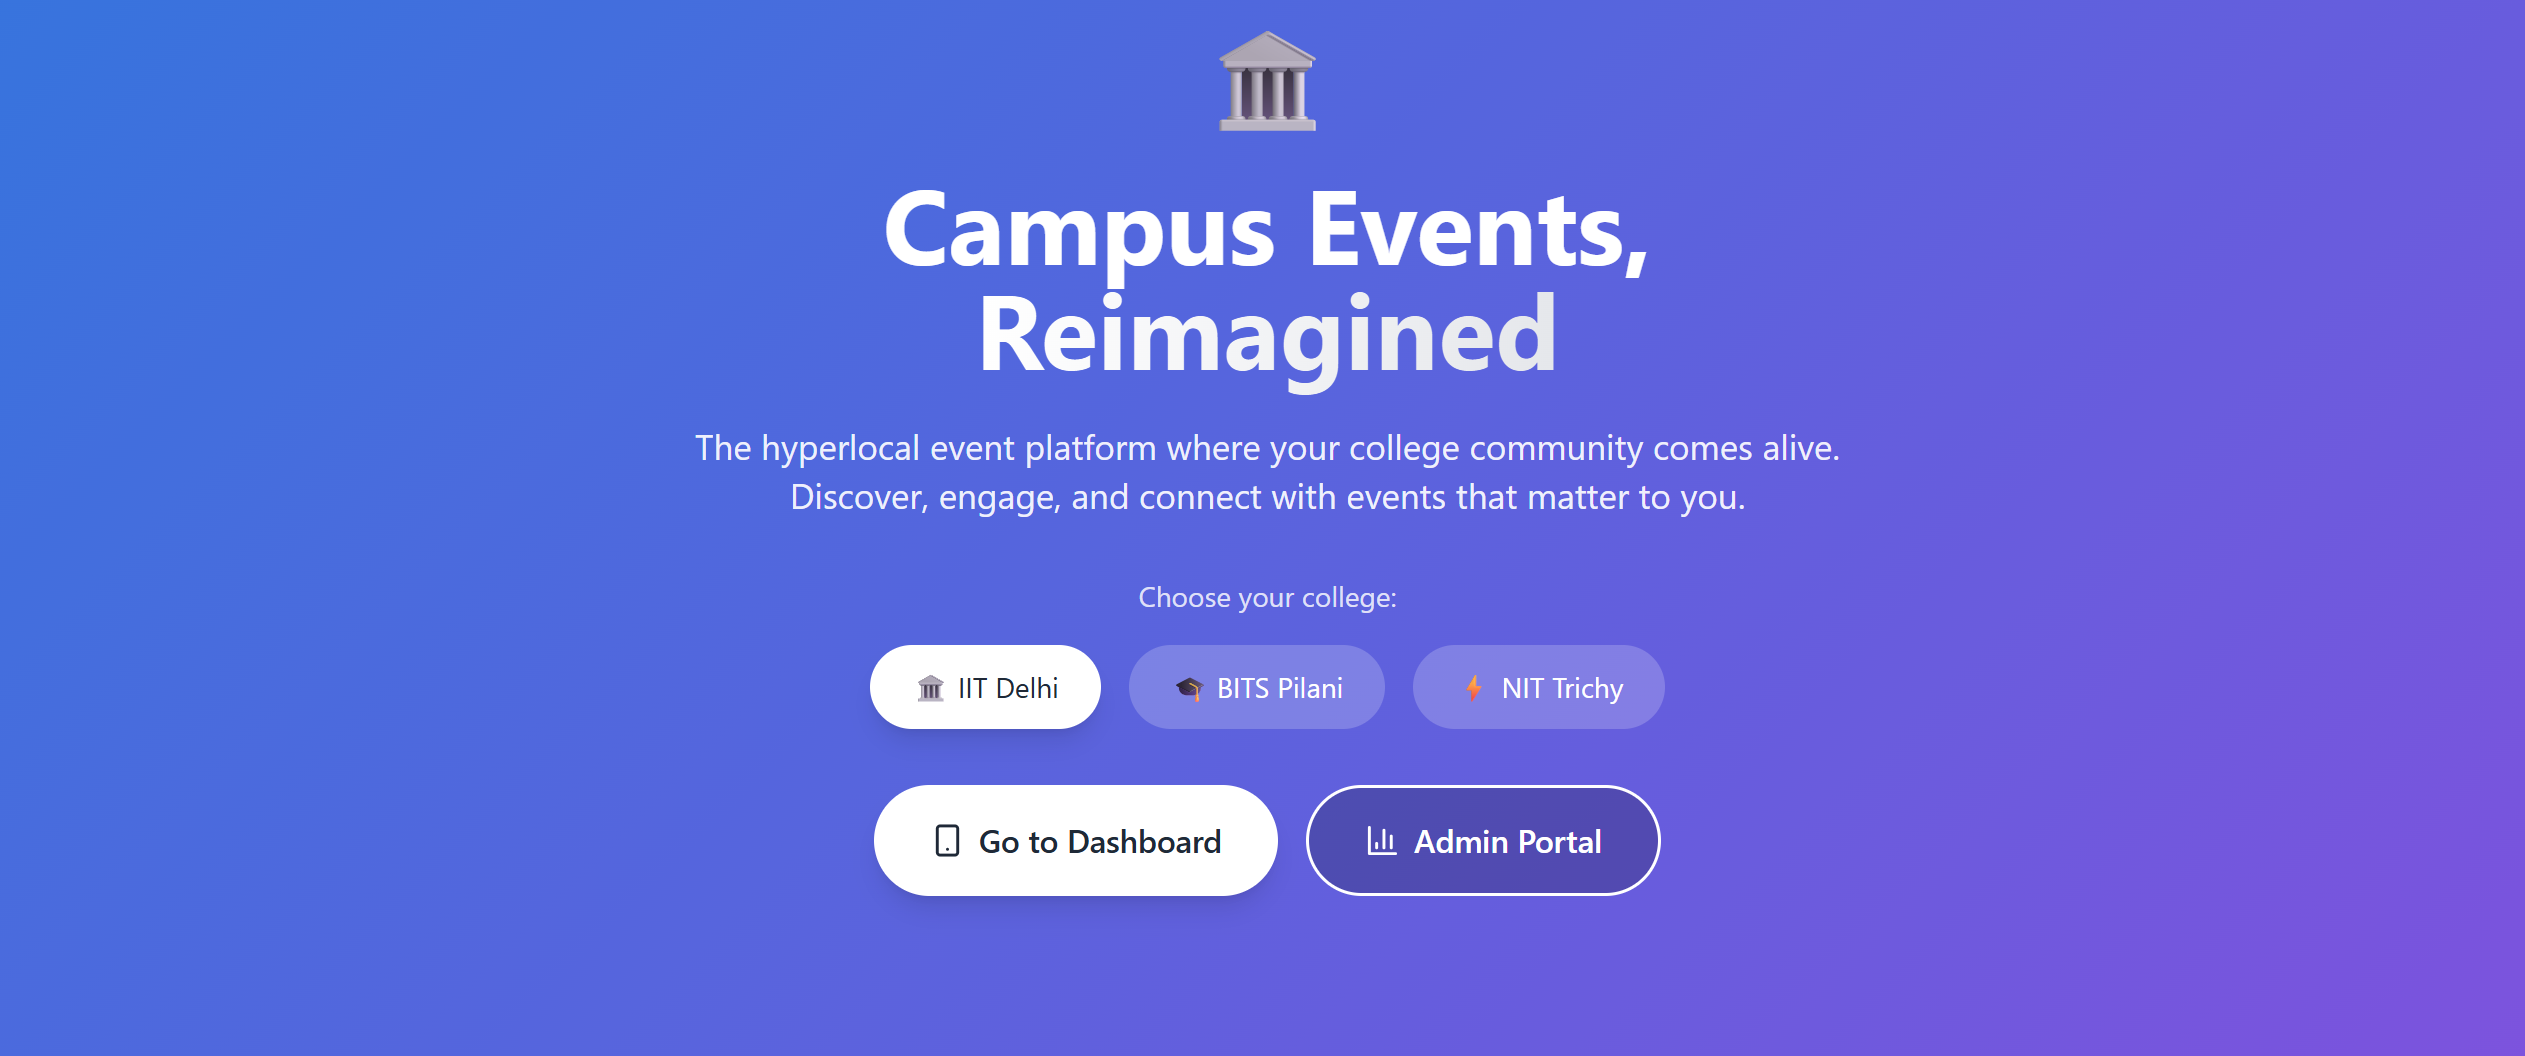 Campus Events,
Reimagined
The hyperlocal event platform where your college community comes alive.
Discover, engage, and connect with events that matter to you.
Choose your college:
IIT Delhi
BITS Pilani
NIT Trichy
Go to Dashboard
Admin Portal